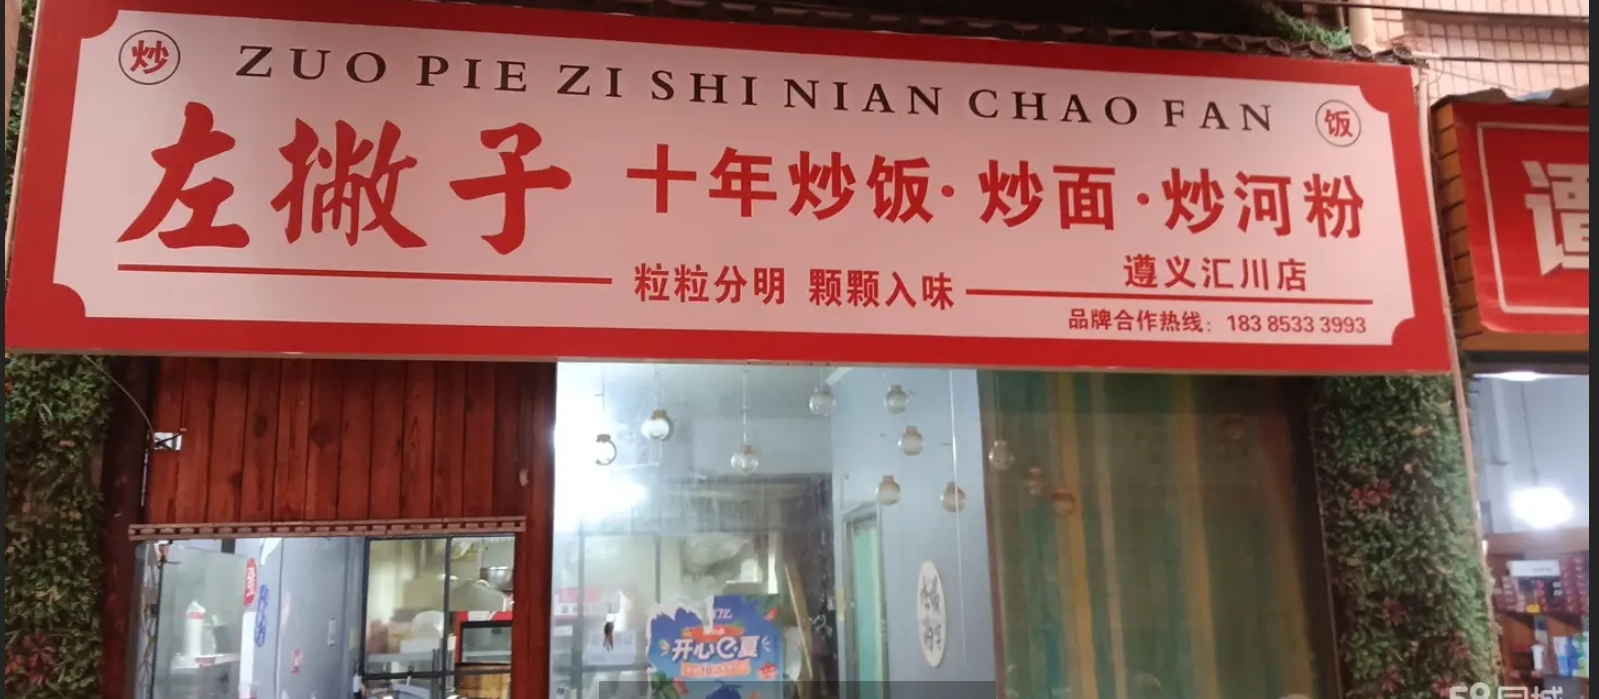 炒 ZUO PIE ZI SHI NIAN CHAO FAN 饭
左撇子 十年炒饭·炒面·炒河粉
粒粒分明 颗颗入味
遵义汇川店
品牌合作热线：183 8533 3993
开心 夏
同城